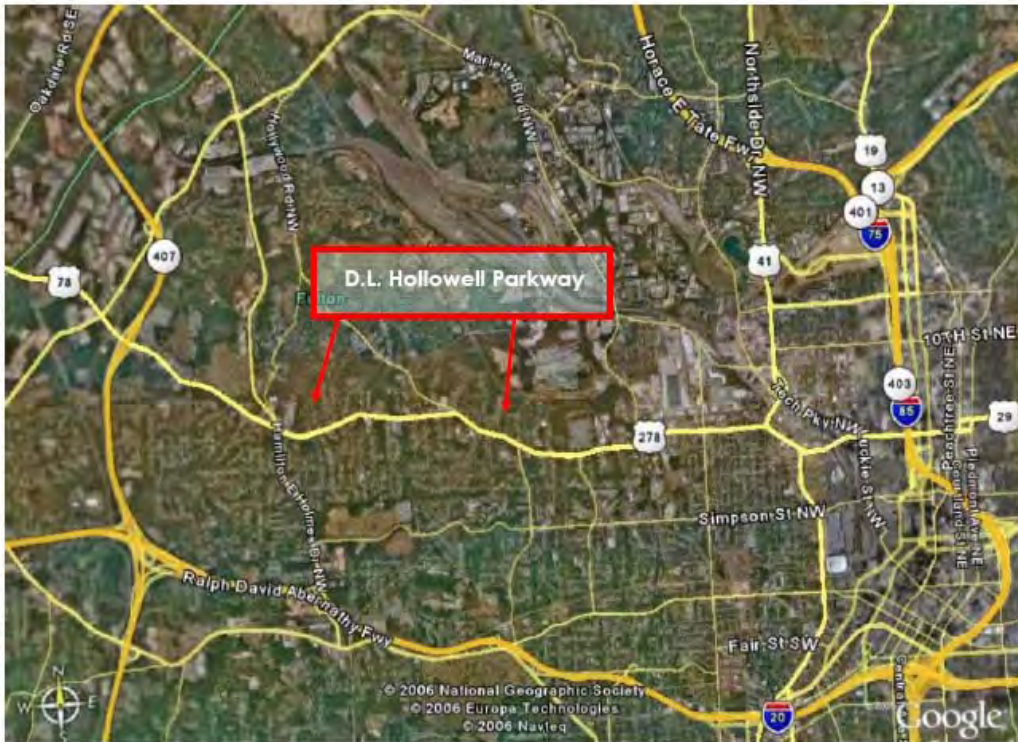 Oakdale Rd SE
Marietta Blvd NW
Horace E Tate Fwy
Northside Dr NW
Hollywood Rd NW
19
13
401
75
407
41
78
D.L. Hollowell Parkway
Fulton
10TH St NE
403
85
29
278
Tech Pky NW
Luckie St NW
Peachtree St NE
Piedmont Ave NE
Courtland St NE
Hamilton E Holmes Dr NW
Simpson St NW
Ralph David Abernathy Fwy
Fair St SW
N
W E
S
© 2006 National Geographic Society
© 2006 Europa Technologies
© 2006 Navteq
20
Central
Google